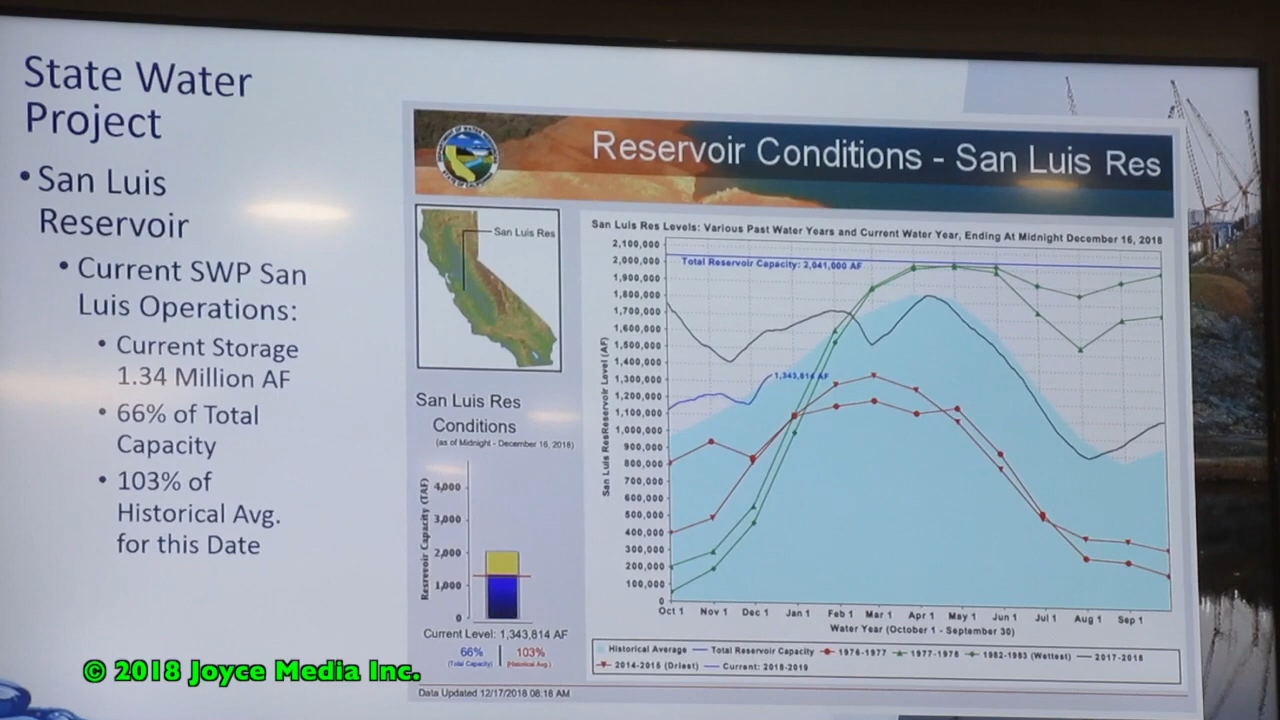 State Water
Project
• San Luis
Reservoir
• Current SWP San
Luis Operations:
• Current Storage
1.34 Million AF
• 66% of Total
Capacity
• 103% of
Historical Avg.
for this Date
Reservoir Conditions - San Luis Res
San Luis Res
San Luis Res
Conditions
(as of Midnight - December 16, 2018)
Reservoir Capacity (TAF)
4,000
3,000
2,000
1,000
0
Current Level: 1,343,814 AF
66%
(Total Capacity)
103%
(Historical Avg.)
San Luis Res Levels: Various Past Water Years and Current Water Year, Ending At Midnight December 16, 2018
San Luis ResReservoir Level (AF)
2,100,000
2,000,000
1,900,000
1,800,000
1,700,000
1,600,000
1,500,000
1,400,000
1,300,000
1,200,000
1,100,000
1,000,000
900,000
800,000
700,000
600,000
500,000
400,000
300,000
200,000
100,000
0
Total Reservoir Capacity: 2,041,000 AF
1,343,814 AF
Oct 1 Nov 1 Dec 1 Jan 1 Feb 1 Mar 1 Apr 1 May 1 Jun 1 Jul 1 Aug 1 Sep 1
Water Year (October 1 - September 30)
Historical Average Total Reservoir Capacity 1976-1977 1977-1978 1982-1983 (Wettest) 2017-2018
2014-2015 (Driest) Current: 2018-2019
Data Updated 12/17/2018 08:18 AM
© 2018 Joyce Media Inc.